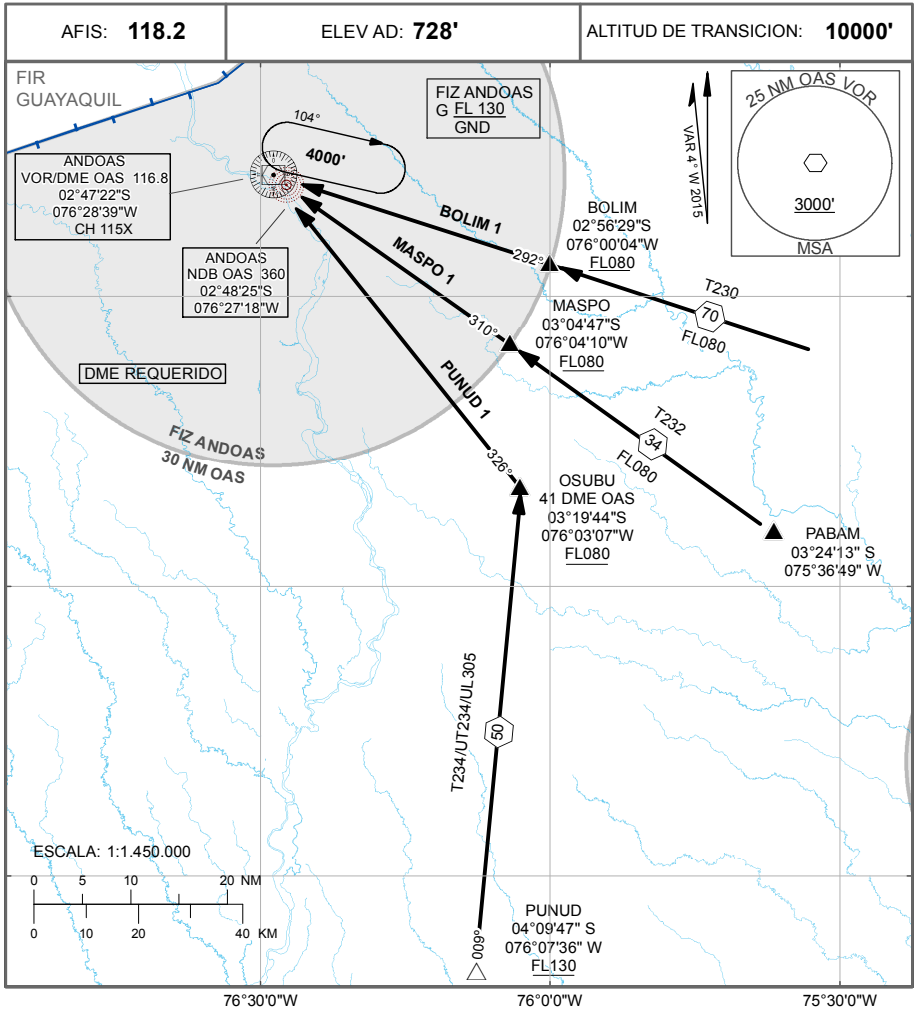 AFIS: 118.2
ELEV AD: 728'
ALTITUD DE TRANSICION: 10000'
FIR
GUAYAQUIL
FIZ ANDOAS
G FL 130
GND
VAR 4° W 2015
25 NM OAS VOR
3000'
MSA
104°
4000'
ANDOAS
VOR/DME OAS 116.8
02°47'22"S
076°28'39"W
CH 115X
ANDOAS
NDB OAS 360
02°48'25"S
076°27'18"W
BOLIM 1
292°
BOLIM
02°56'29"S
076°00'04"W
FL080
T230
70
FL080
MASPO 1
310°
MASPO
03°04'47"S
076°04'10"W
FL080
T232
34
FL080
DME REQUERIDO
PUNUD 1
326°
FIZ ANDOAS
30 NM OAS
OSUBU
41 DME OAS
03°19'44"S
076°03'07"W
FL080
PABAM
03°24'13" S
075°36'49" W
T234/UT234/UL305
50
009°
PUNUD
04°09'47" S
076°07'36" W
FL130
ESCALA: 1:1.450.000
0 5 10 20 NM
0 10 20 40 KM
76°30'0"W
76°0'0"W
75°30'0"W